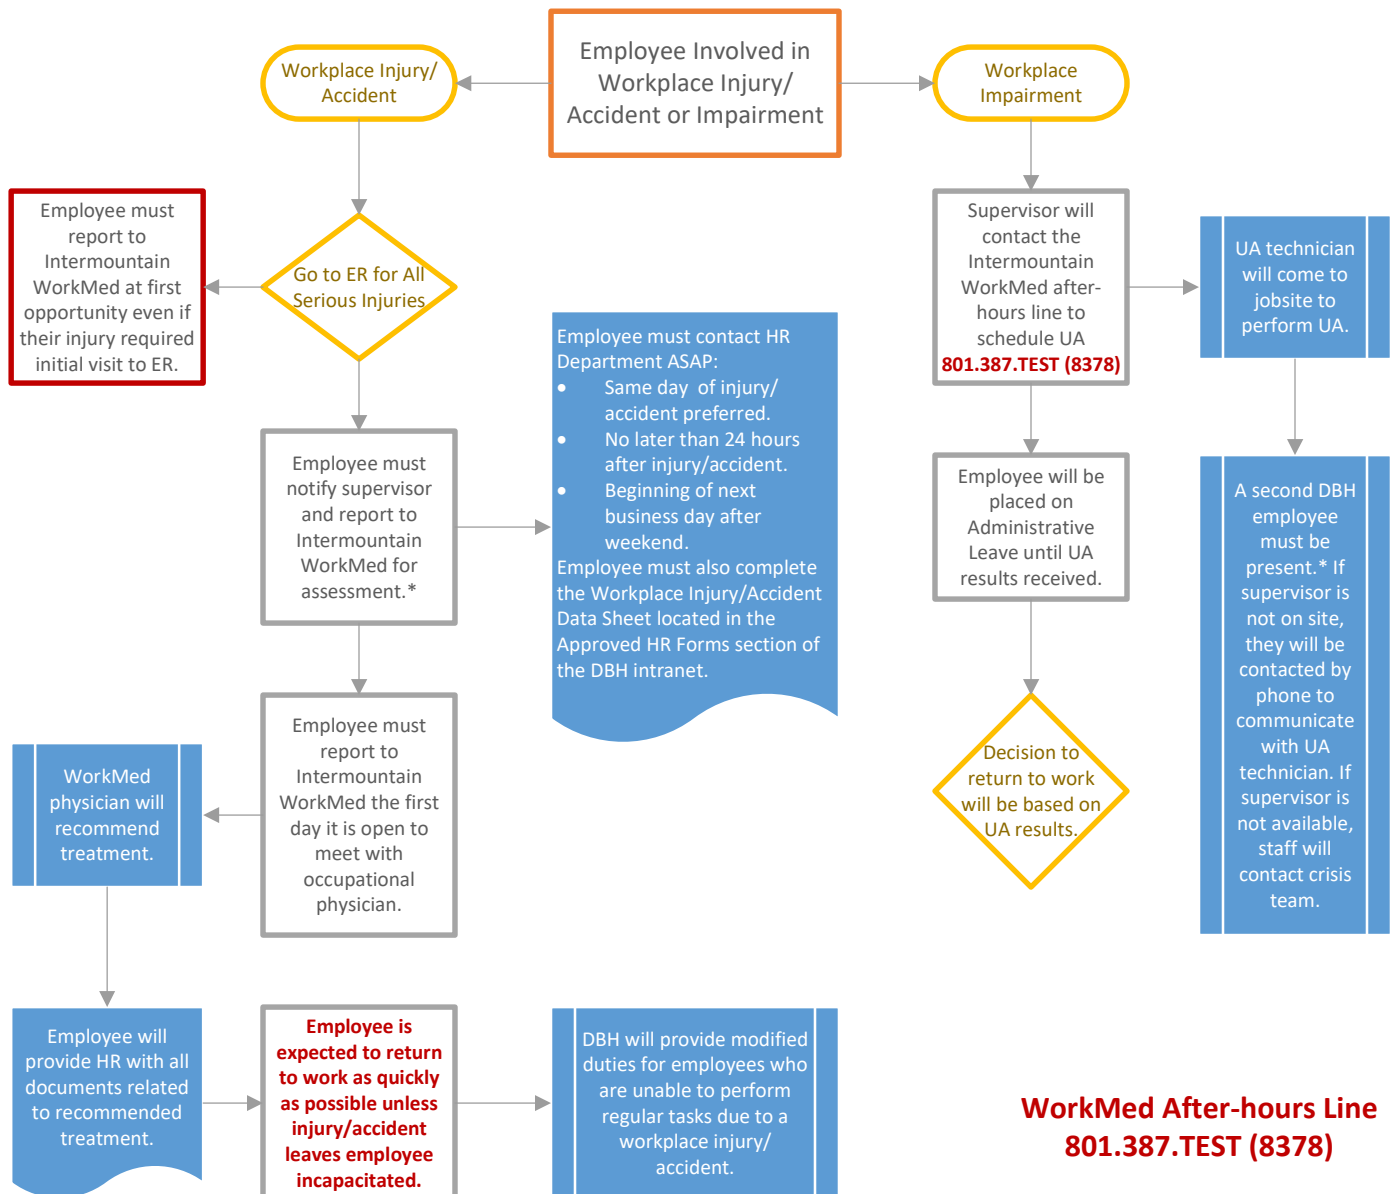 Employee Involved in
Workplace Injury/
Accident or Impairment
Workplace Injury/
Accident
Workplace
Impairment
Go to ER for All
Serious Injuries
Employee must
report to
Intermountain
WorkMed at first
opportunity even if
their injury required
initial visit to ER.
Employee must
notify supervisor
and report to
Intermountain
WorkMed for
assessment.*
Employee must contact HR
Department ASAP:
• Same day of injury/
accident preferred.
• No later than 24 hours
after injury/accident.
• Beginning of next
business day after
weekend.
Employee must also complete
the Workplace Injury/Accident
Data Sheet located in the
Approved HR Forms section of
the DBH intranet.
Employee must
report to
Intermountain
WorkMed the first
day it is open to
meet with
occupational
physician.
WorkMed
physician will
recommend
treatment.
Employee will
provide HR with all
documents related
to recommended
treatment.
Employee is
expected to return
to work as quickly
as possible unless
injury/accident
leaves employee
incapacitated.
DBH will provide modified
duties for employees who
are unable to perform
regular tasks due to a
workplace injury/
accident.
Supervisor will
contact the
Intermountain
WorkMed after-
hours line to
schedule UA
801.387.TEST (8378)
UA technician
will come to
jobsite to
perform UA.
Employee will be
placed on
Administrative
Leave until UA
results received.
A second DBH
employee
must be
present.* If
supervisor is
not on site,
they will be
contacted by
phone to
communicate
with UA
technician. If
supervisor is
not available,
staff will
contact crisis
team.
Decision to
return to work
will be based on
UA results.
WorkMed After-hours Line
801.387.TEST (8378)